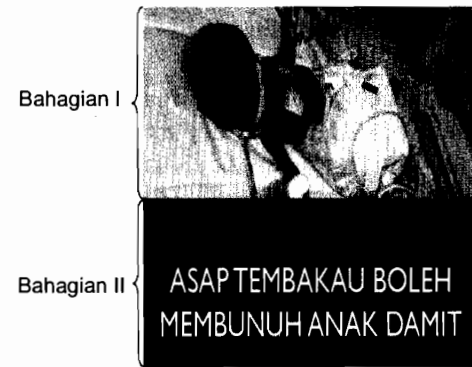 Bahagian I
Bahagian II
ASAP TEMBAKAU BOLEH
MEMBUNUH ANAK DAMIT